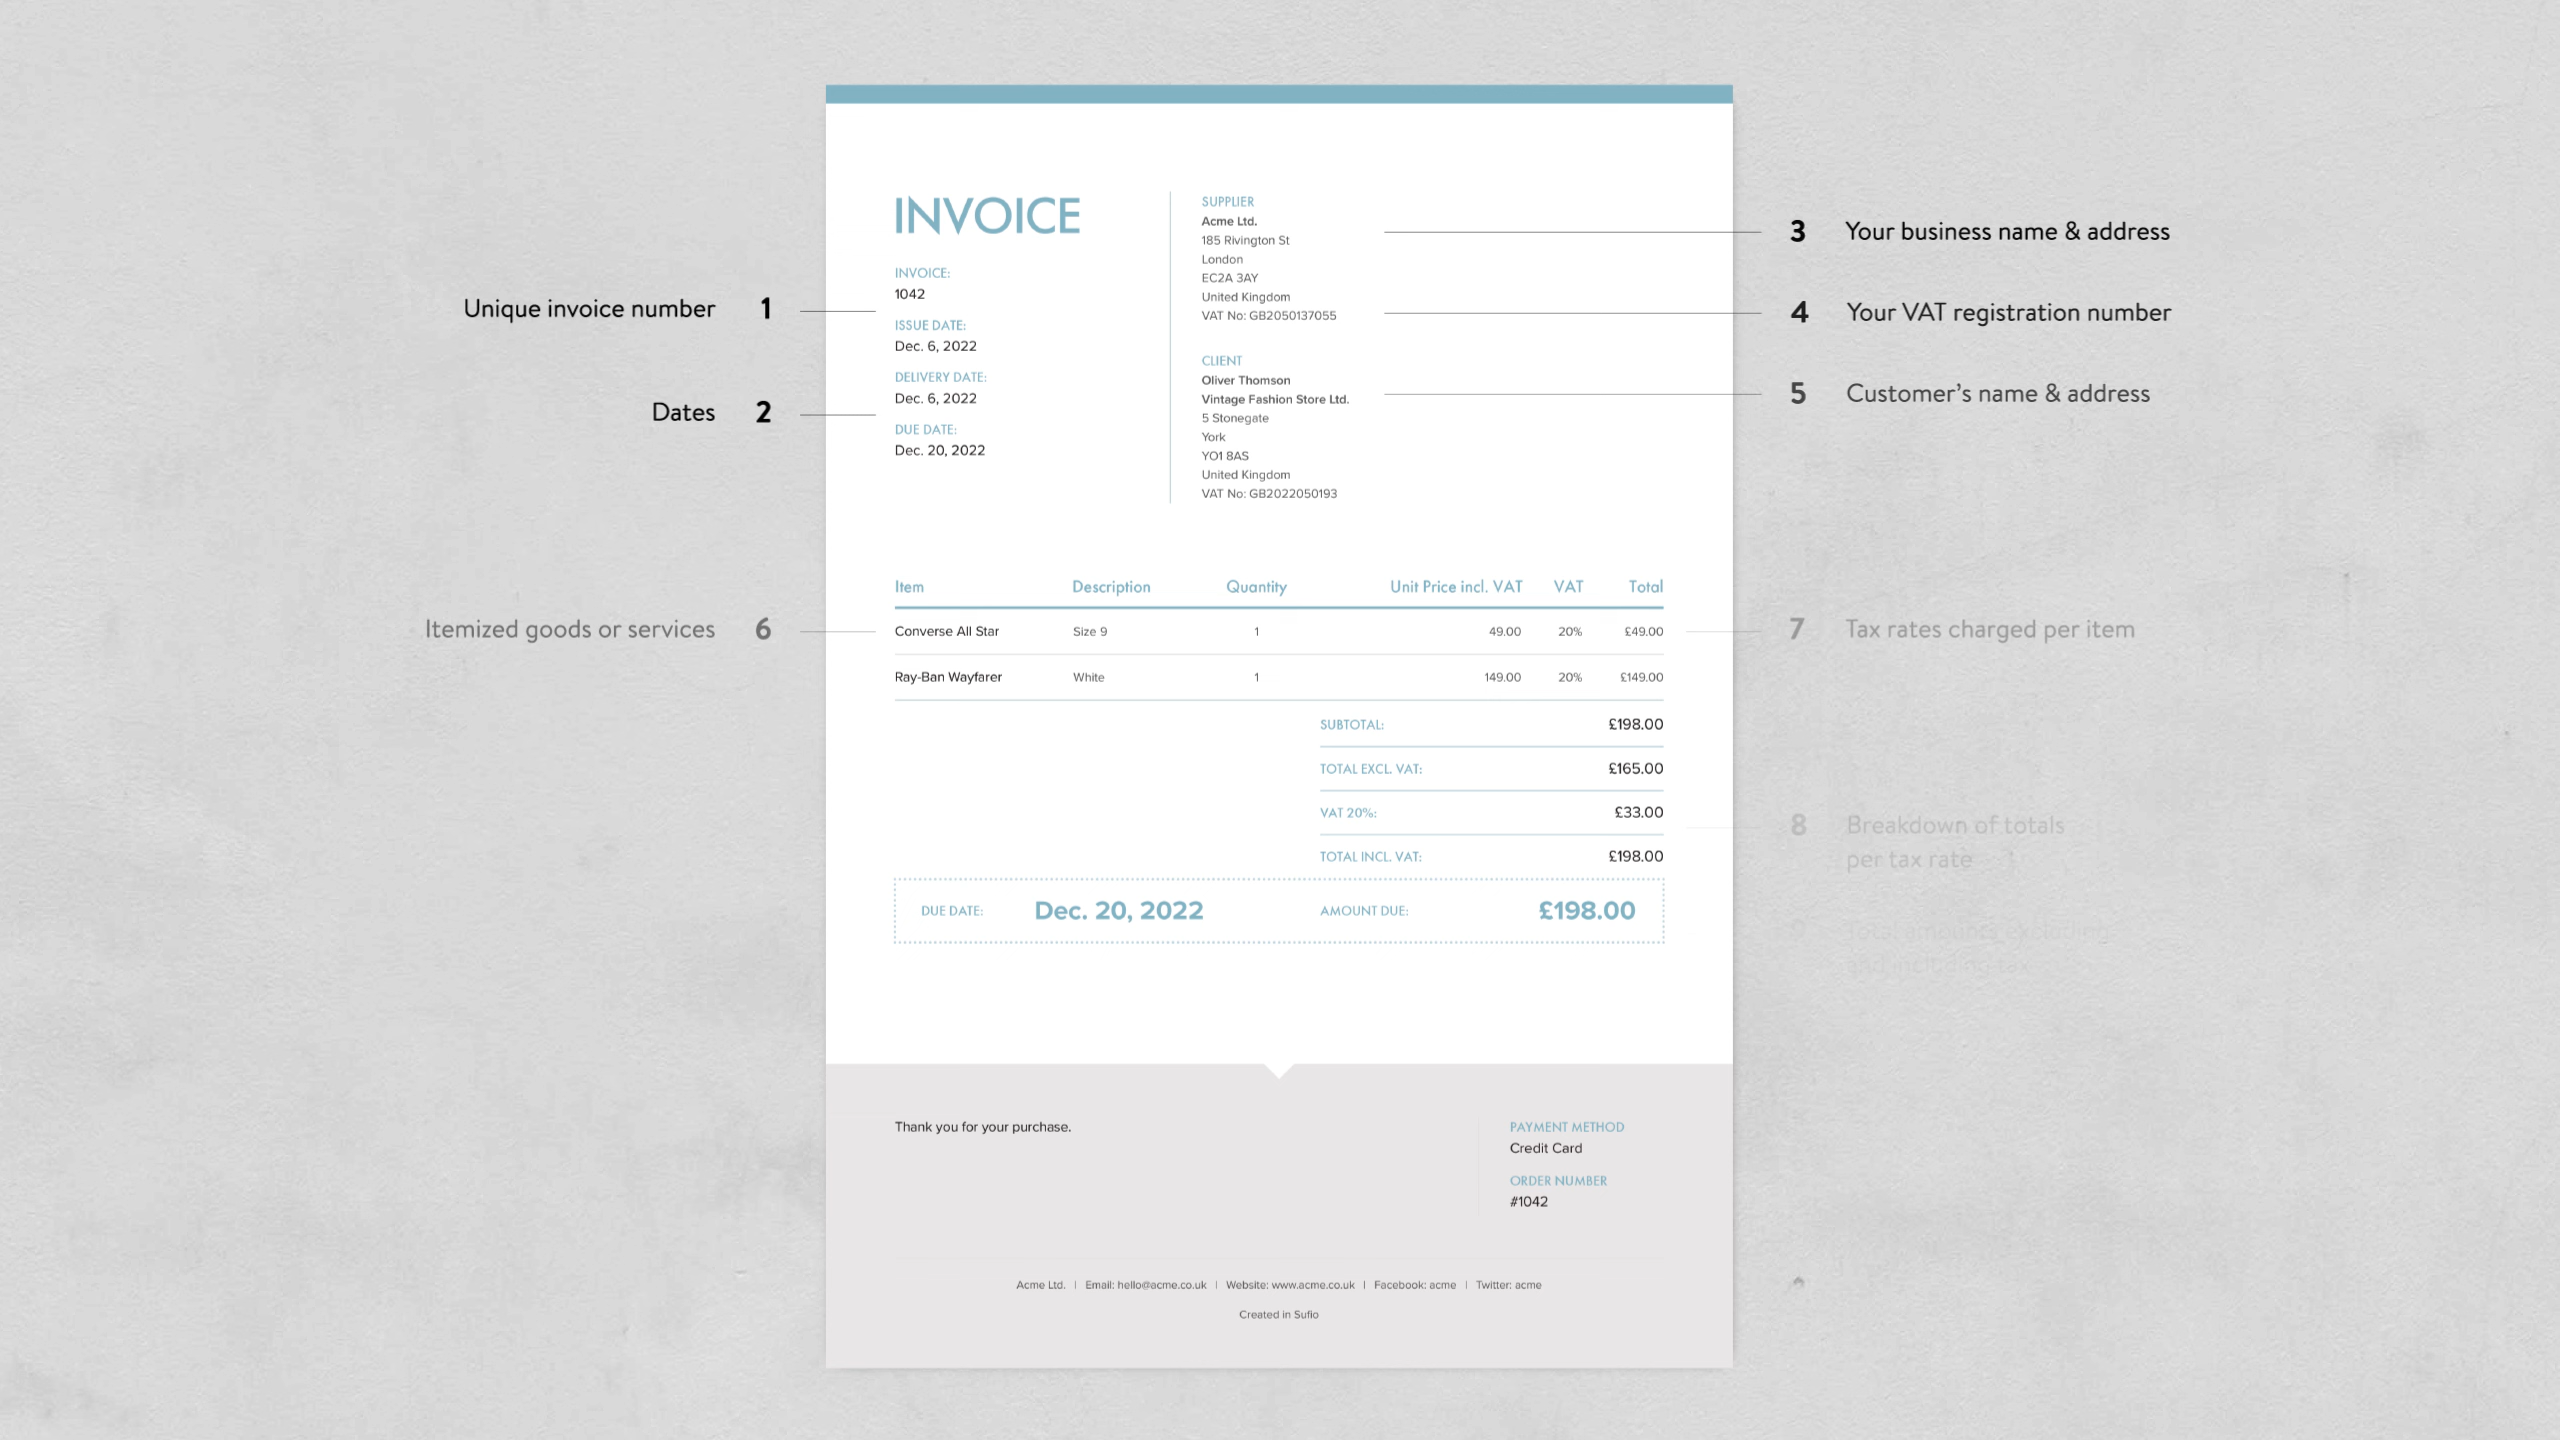 INVOICE
INVOICE:
1042
ISSUE DATE:
Dec. 6, 2022
DELIVERY DATE:
Dec. 6, 2022
DUE DATE:
Dec. 20, 2022
SUPPLIER
Acme Ltd.
185 Rivington St
London
EC2A 3AY
United Kingdom
VAT No: GB2050137055
CLIENT
Oliver Thomson
Vintage Fashion Store Ltd.
5 Stonegate
York
YO1 8AS
United Kingdom
VAT No: GB2022050193
Unique invoice number 1
Dates 2
3 Your business name & address
4 Your VAT registration number
5 Customer’s name & address
Item Description Quantity Unit Price incl. VAT VAT Total
Converse All Star Size 9 1 49.00 20% £49.00
Ray-Ban Wayfarer White 1 149.00 20% £149.00
Itemized goods or services 6
7 Tax rates charged per item
SUBTOTAL: £198.00
TOTAL EXCL. VAT: £165.00
VAT 20%: £33.00
TOTAL INCL. VAT: £198.00
8 Breakdown of totals
per tax rate
DUE DATE: Dec. 20, 2022 AMOUNT DUE: £198.00
9 Total amounts excluding
and including tax
Thank you for your purchase.
PAYMENT METHOD
Credit Card
ORDER NUMBER
#1042
Acme Ltd. | Email: hello@acme.co.uk | Website: www.acme.co.uk | Facebook: acme | Twitter: acme
Created in Sufio